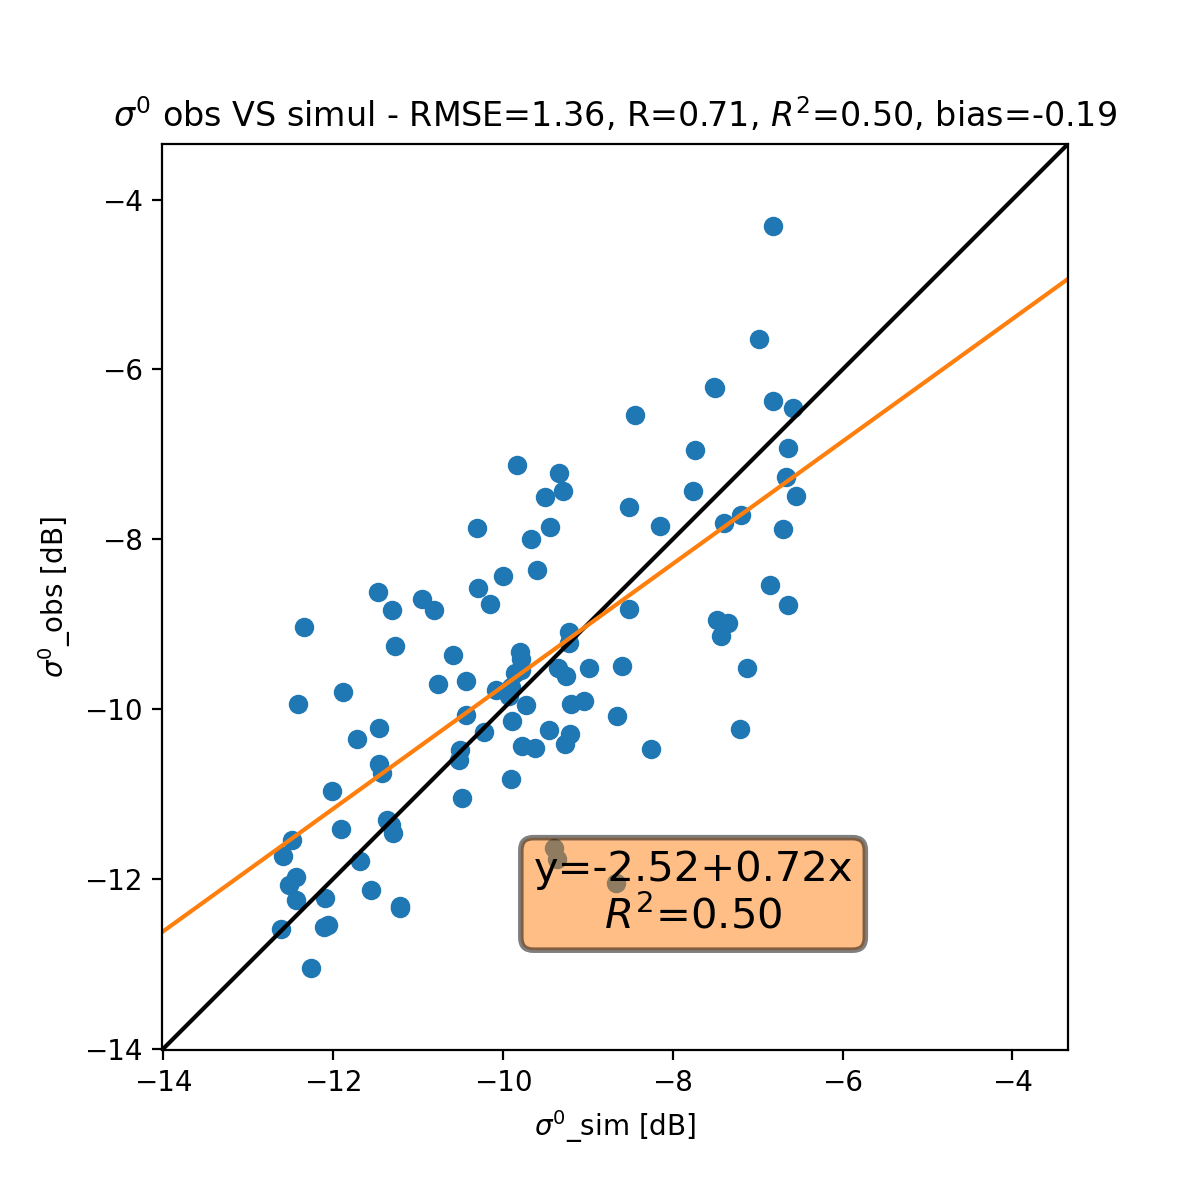 σ⁰ obs VS simul - RMSE=1.36, R=0.71, R²=0.50, bias=-0.19
−4
−6
−8
−10
−12
−14
σ⁰_obs [dB]
y=-2.52+0.72x
R²=0.50
−14 −12 −10 −8 −6 −4
σ⁰_sim [dB]